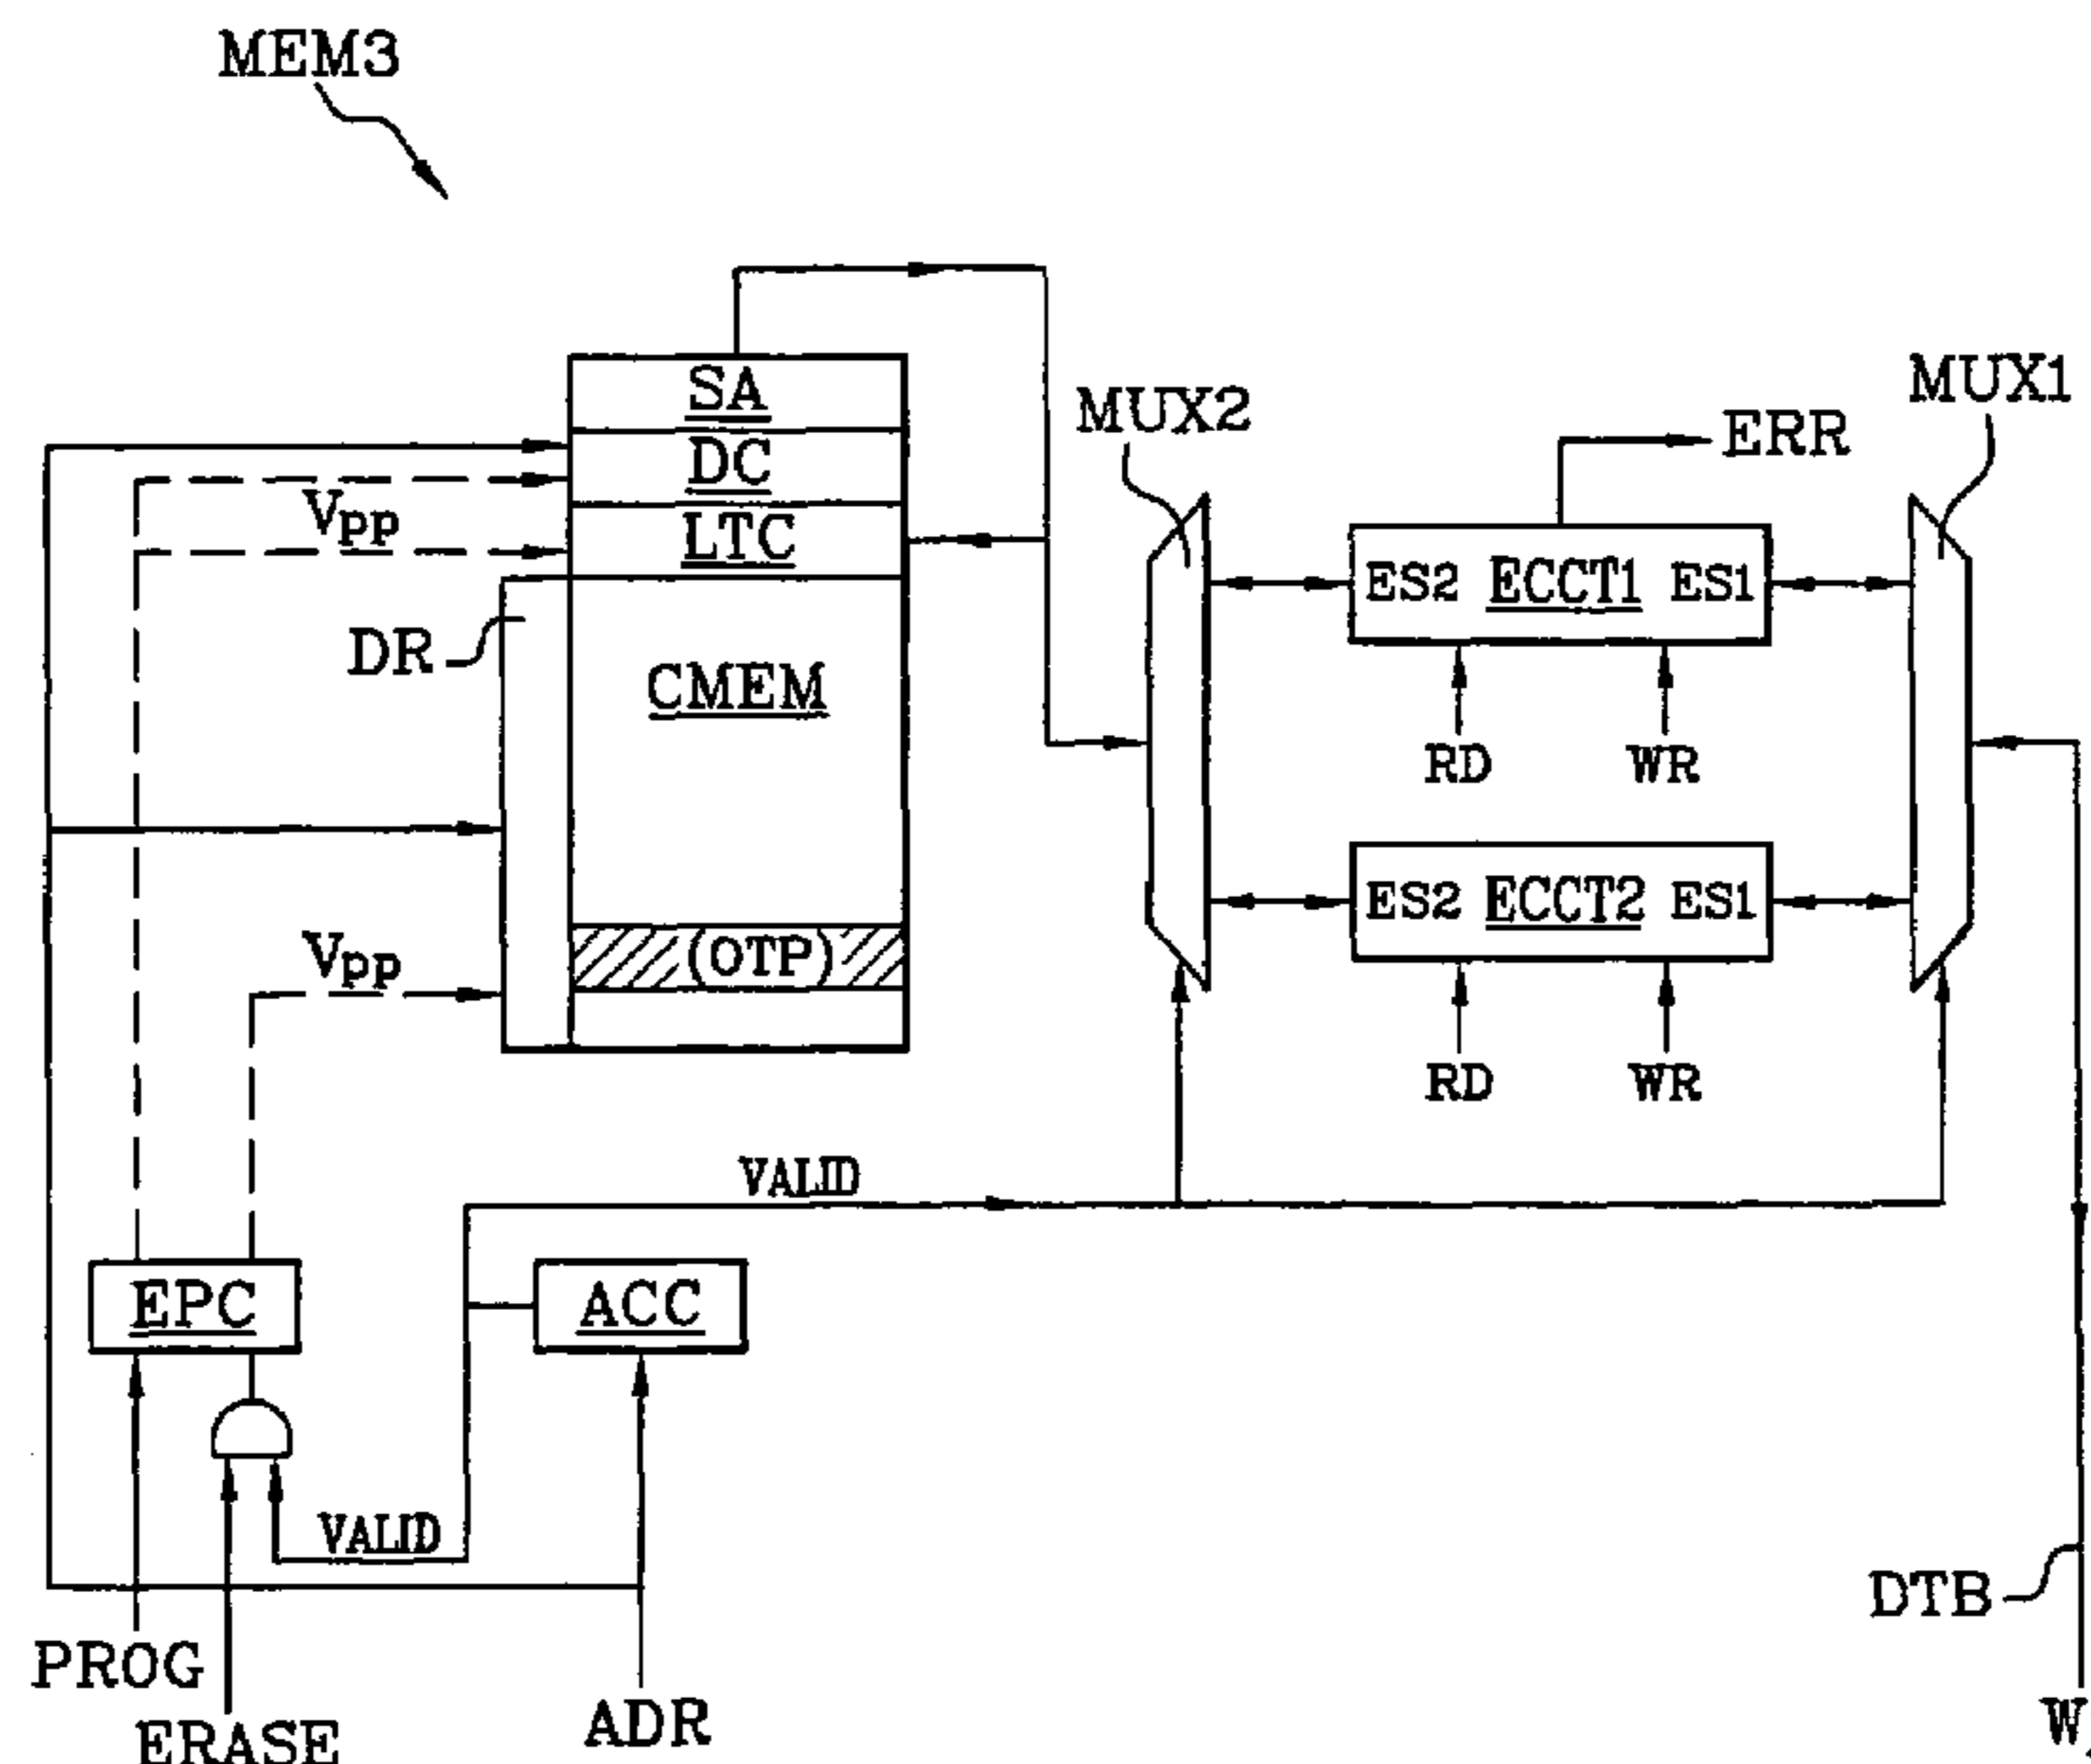 MEM3
SA
DC
Vpp
LTC
DR
CMEM
(OTP)
Vpp
MUX2
MUX1
ERR
ES2 ECCT1 ES1
RD WR
ES2 ECCT2 ES1
RD WR
VALID
EPC
ACC
VALID
PROG
ERASE
ADR
DTB
W